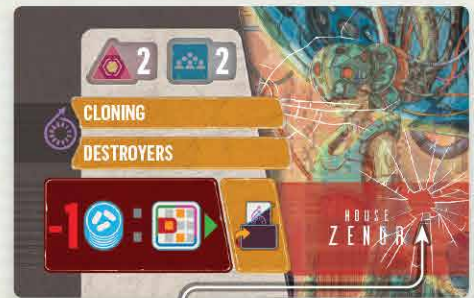 2 2
CLONING
DESTROYERS
-1 :
HOUSE
ZENOR